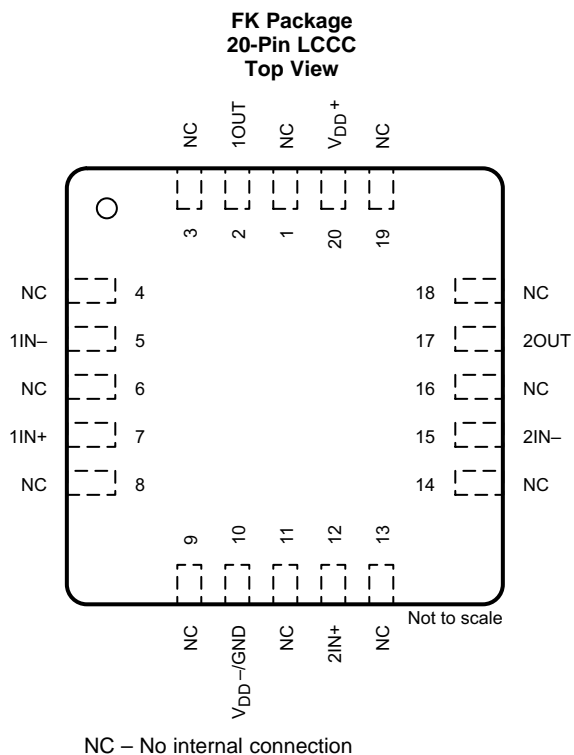 FK Package
20-Pin LCCC
Top View
NC
1OUT
NC
VDD+
NC
3
2
1
20
19
NC 4
1IN–
5
NC 6
1IN+
7
NC 8
18 NC
17 2OUT
16 NC
15 2IN–
14 NC
9
10
11
12
13
NC
VDD–/GND
NC
2IN+
NC
Not to scale
NC – No internal connection